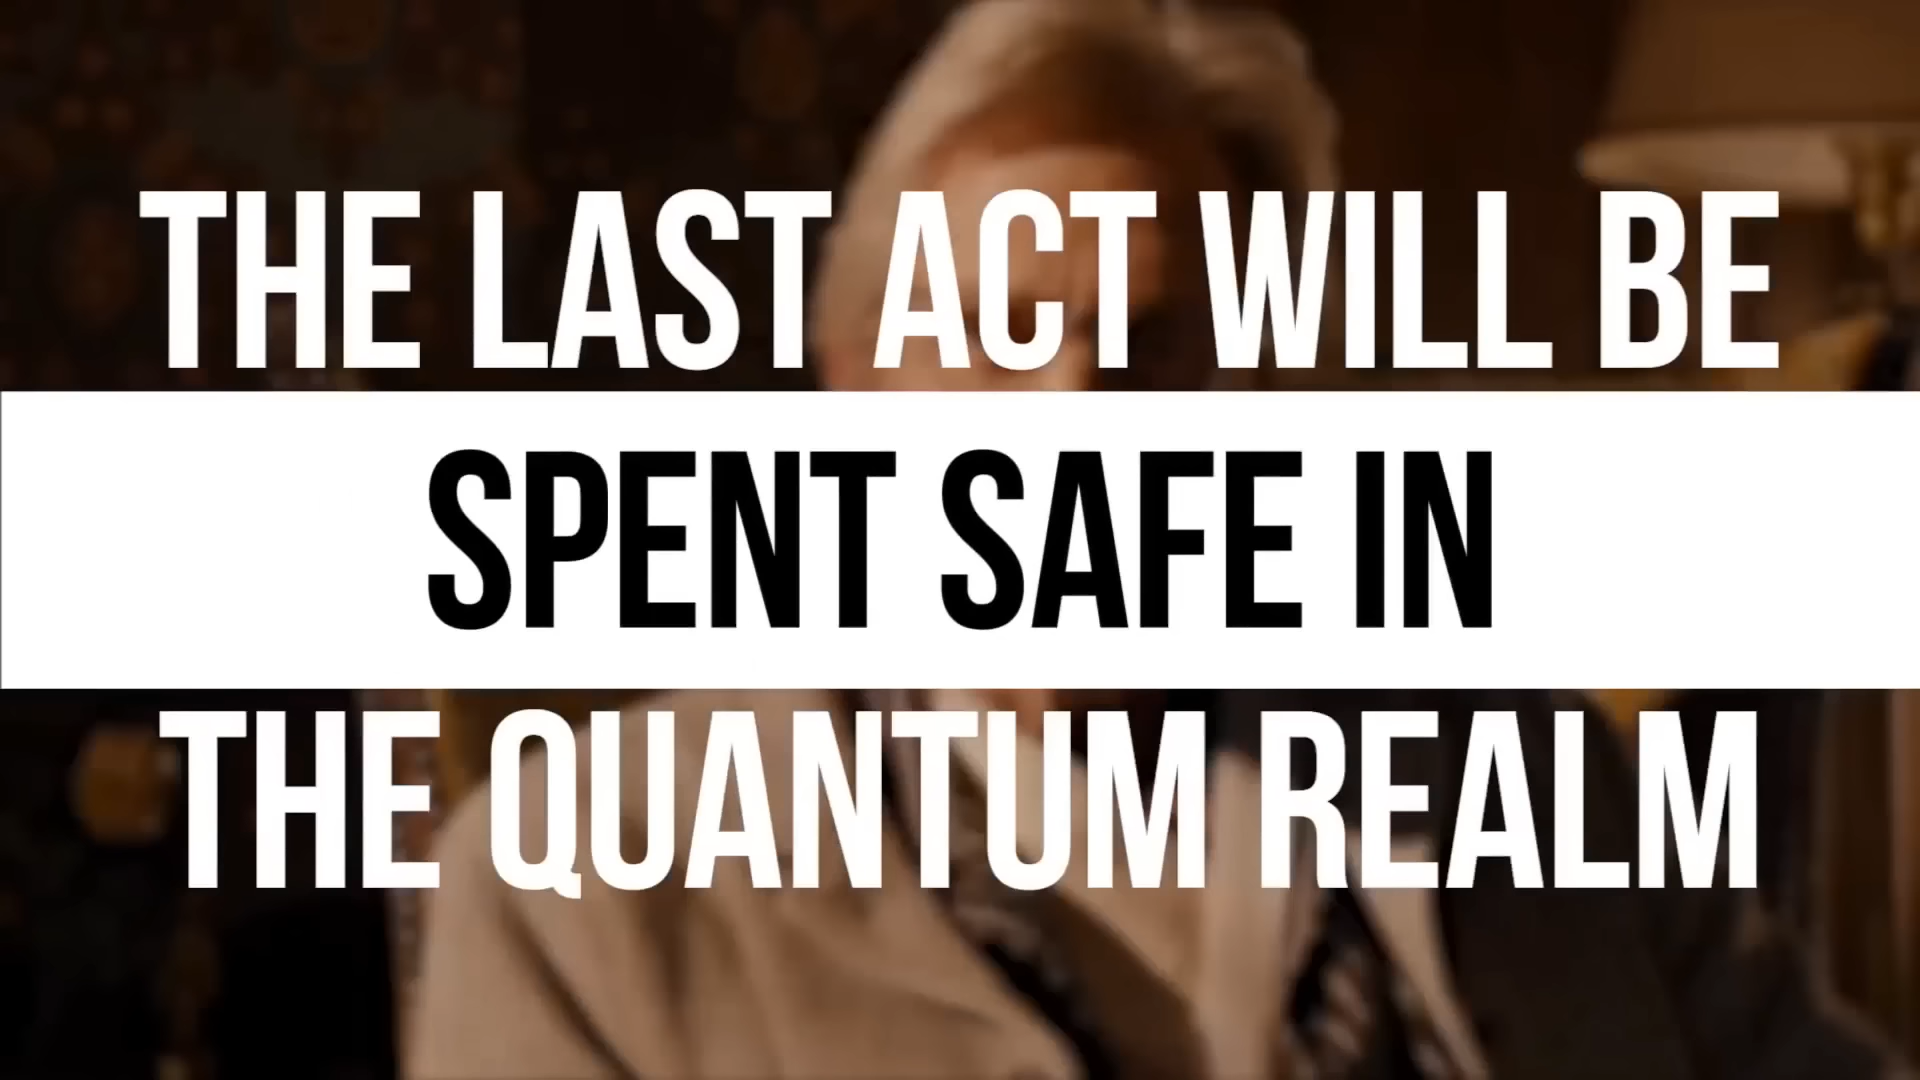 THE LAST ACT WILL BE
SPENT SAFE IN
THE QUANTUM REALM